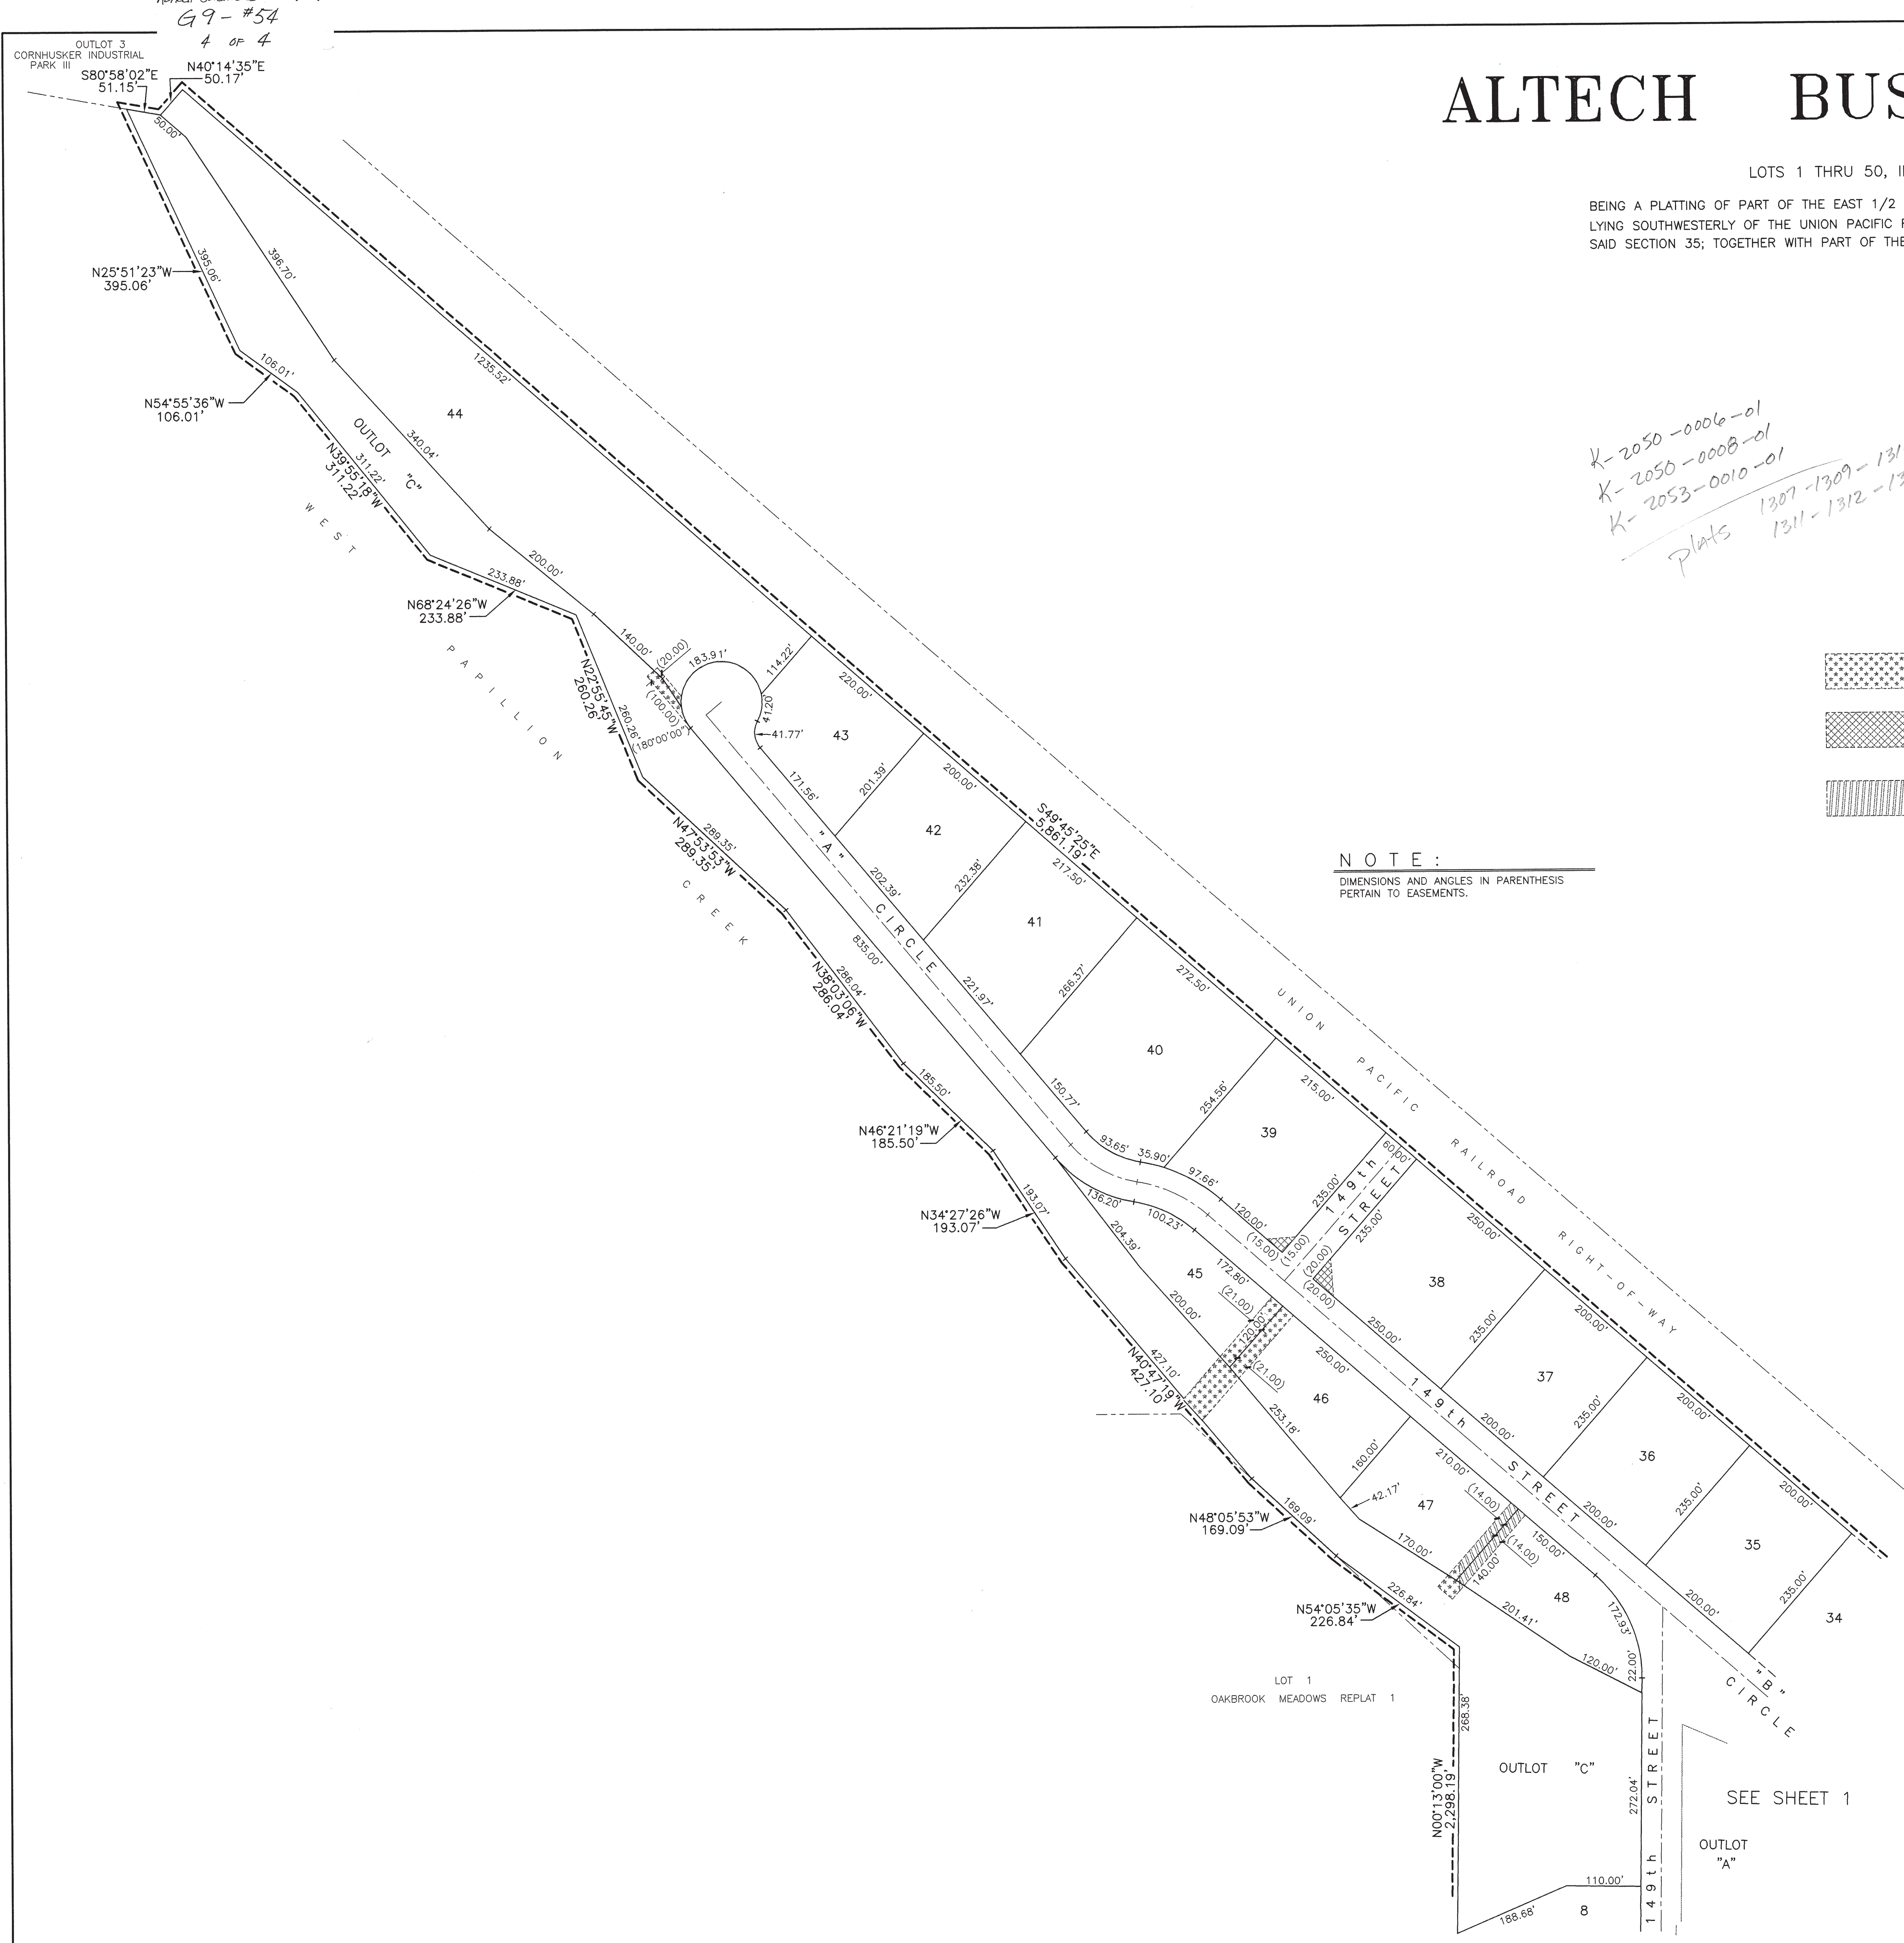 G9-#54
4 OF 4
OUTLOT 3
CORNHUSKER INDUSTRIAL
PARK III
S80°58'02"E
51.15'
N40°14'35"E
50.17'
ALTECH BUS
LOTS 1 THRU 50, I
BEING A PLATTING OF PART OF THE EAST 1/2
LYING SOUTHWESTERLY OF THE UNION PACIFIC
SAID SECTION 35; TOGETHER WITH PART OF THE
50.00'
395.06'
396.70'
N25°51'23"W
395.06'
1235.52'
106.01'
N54°55'36"W
106.01'
44
OUTLOT "C"
340.04'
311.22'
N39°55'18"W
311.22'
K-2050-0006-01
K-2050-0008-01
K-2053-0010-01
plats 1307-1309-131
1311-1312-13
WEST
PAPILLION
CREEK
200.00'
233.88'
N68°24'26"W
233.88'
140.00'
(20.00)
183.91'
114.22'
220.00'
(100.00)
41.20
41.77'
43
N22°55'45"W
260.26'
260.26'
(180°00'00")
171.56'
201.39'
200.00'
42
"A" CIRCLE
S49°45'25"E
5,861.19'
289.35'
N47°53'53"W
289.35'
202.39'
232.38'
217.50'
NOTE:
DIMENSIONS AND ANGLES IN PARENTHESIS
PERTAIN TO EASEMENTS.
41
835.00'
221.97'
266.37'
272.50'
286.04'
N38°03'06"W
286.04'
UNION PACIFIC RAILROAD RIGHT-OF-WAY
40
150.77'
254.56'
215.00'
185.50'
N46°21'19"W
185.50'
93.65'
35.90'
97.66'
39
60.00'
149th
STREET
235.00'
235.00'
120.00'
(15.00)
(15.00)
(20.00)
(20.00)
136.20'
100.23'
193.07'
N34°27'26"W
193.07'
204.39'
250.00'
45
172.80'
38
(21.00)
120.00'
200.00'
(21.00)
250.00'
250.00'
235.00'
200.00'
427.10'
N40°47'19"W
427.10'
46
253.18'
149th STREET
37
200.00'
235.00'
200.00'
160.00'
210.00'
36
42.17'
47
(14.00)
200.00'
235.00'
200.00'
169.09'
N48°05'53"W
169.09'
170.00'
(14.00)
150.00'
140.00'
35
48
226.84'
N54°05'35"W
226.84'
201.41'
172.93'
200.00'
235.00'
34
120.00'
22.00'
"B"
CIRCLE
LOT 1
OAKBROOK MEADOWS REPLAT 1
268.38'
N00°13'00"W
2,298.19'
OUTLOT "C"
272.04'
149th STREET
SEE SHEET 1
OUTLOT
"A"
110.00'
188.68'
8